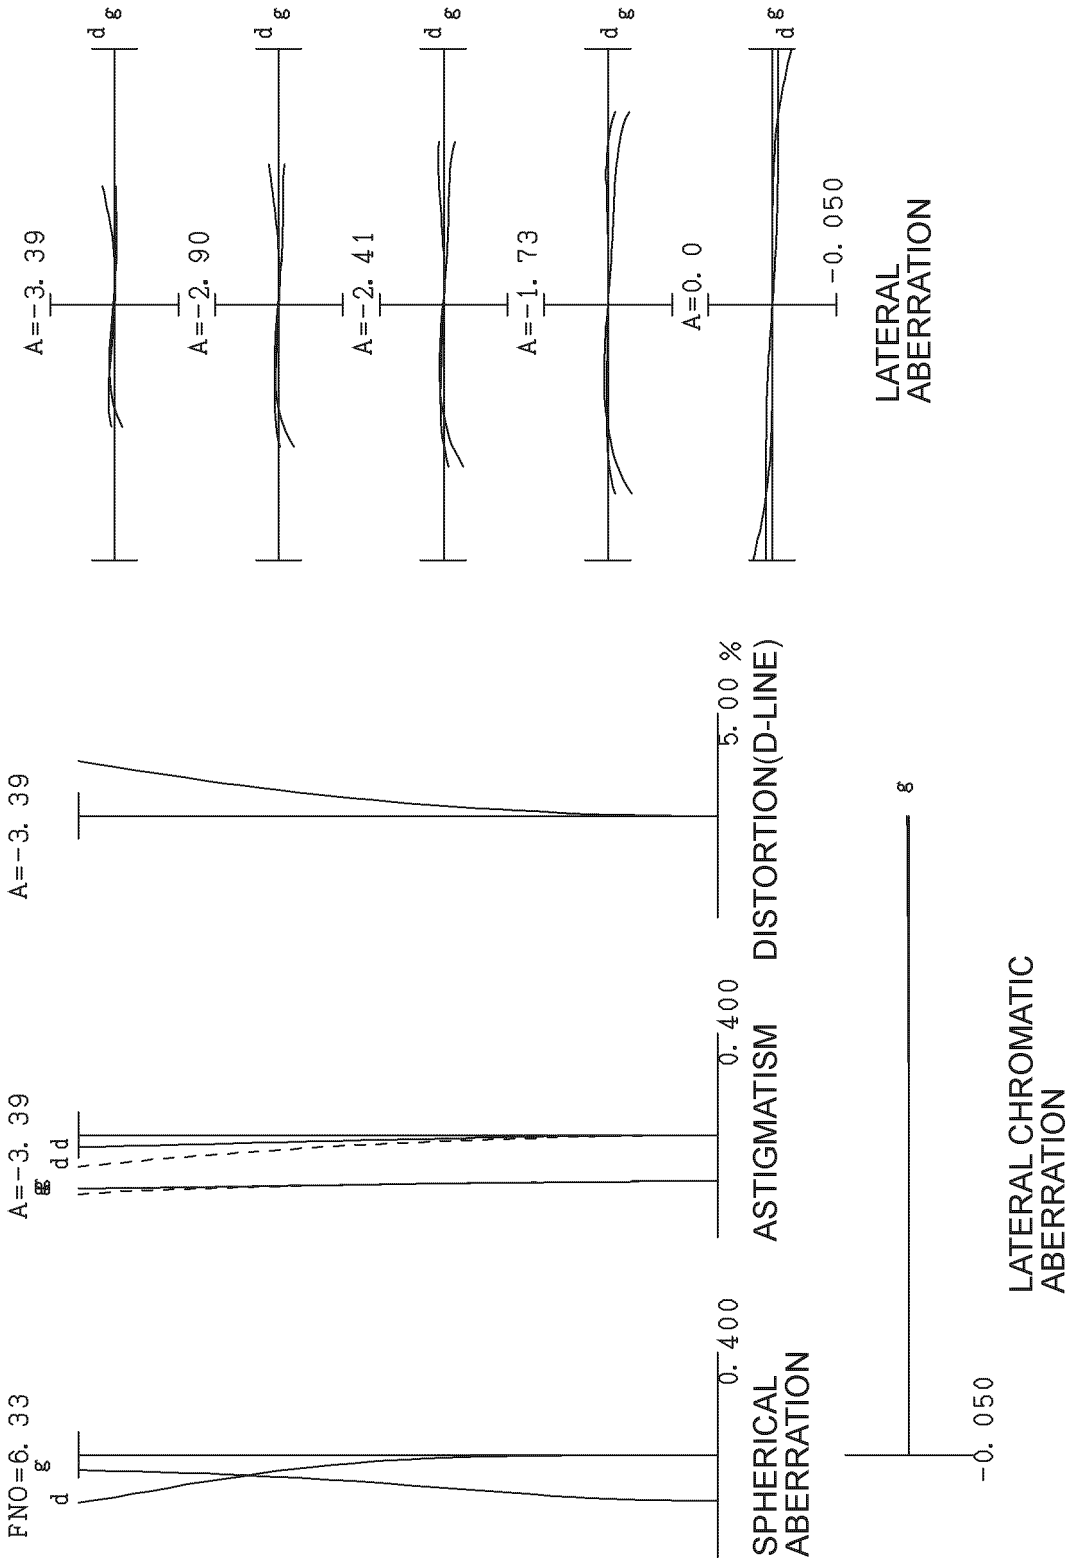 FNO=6. 33
g
d
0. 400
SPHERICAL
ABERRATION
A=-3. 39
g g
d d
0. 400
ASTIGMATISM
A=-3. 39
5. 00 %
DISTORTION(D-LINE)
-0. 050
g
LATERAL CHROMATIC
ABERRATION
A=-3. 39
d g
A=-2. 90
d g
A=-2. 41
d g
A=-1. 73
d g
A=0. 0
d g
-0. 050
LATERAL
ABERRATION